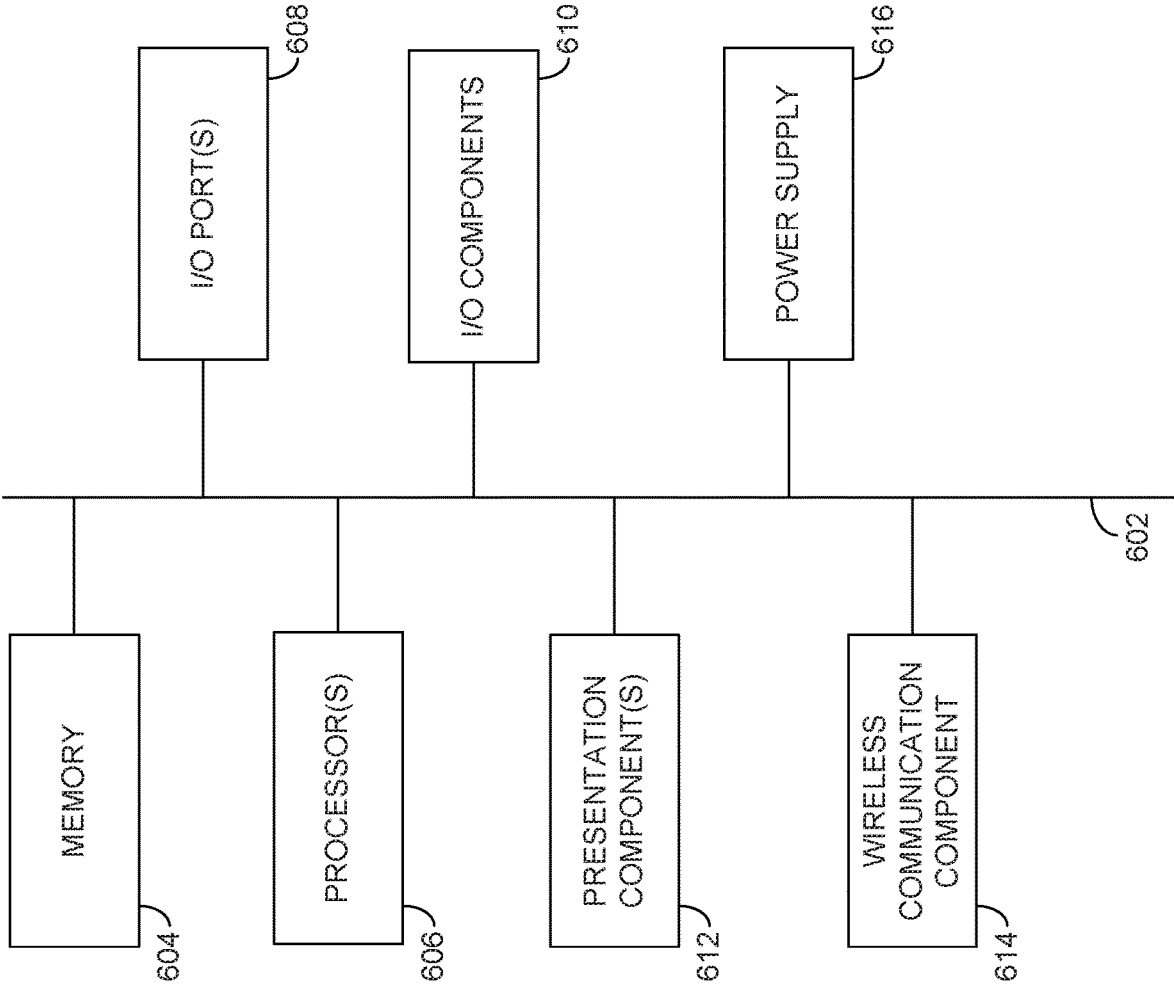 MEMORY
604
PROCESSOR(S)
606
PRESENTATION
COMPONENT(S)
612
WIRELESS
COMMUNICATION
COMPONENT
614
I/O PORT(S)
608
I/O COMPONENTS
610
POWER SUPPLY
616
602